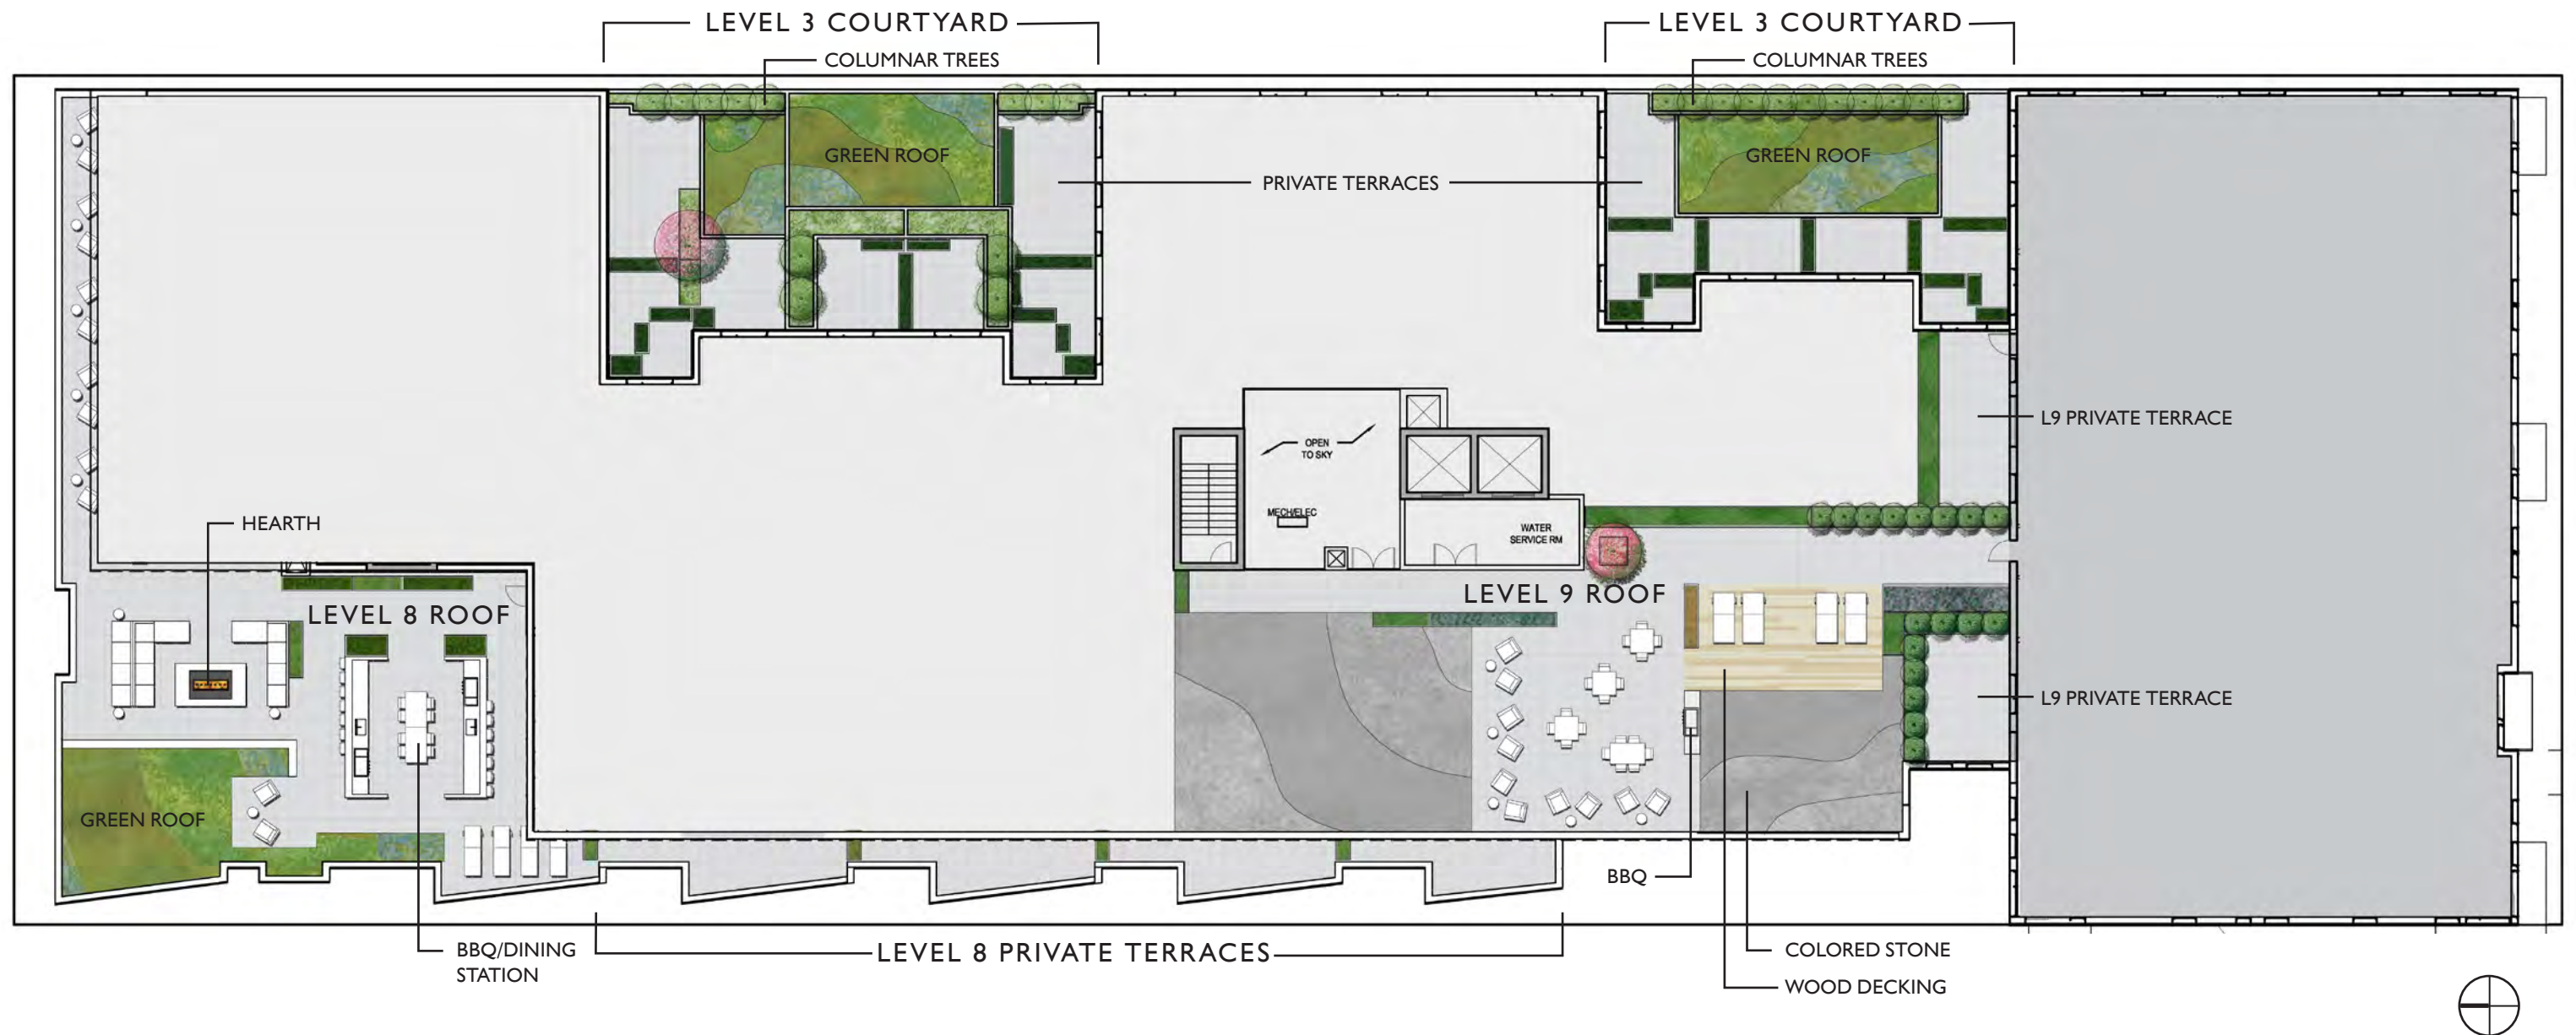 LEVEL 3 COURTYARD
LEVEL 3 COURTYARD
COLUMNAR TREES
COLUMNAR TREES
GREEN ROOF
GREEN ROOF
PRIVATE TERRACES
L9 PRIVATE TERRACE
OPEN
TO SKY
MECH/ELEC
WATER
SERVICE RM
HEARTH
LEVEL 8 ROOF
LEVEL 9 ROOF
L9 PRIVATE TERRACE
GREEN ROOF
BBQ
BBQ/DINING
STATION
LEVEL 8 PRIVATE TERRACES
COLORED STONE
WOOD DECKING